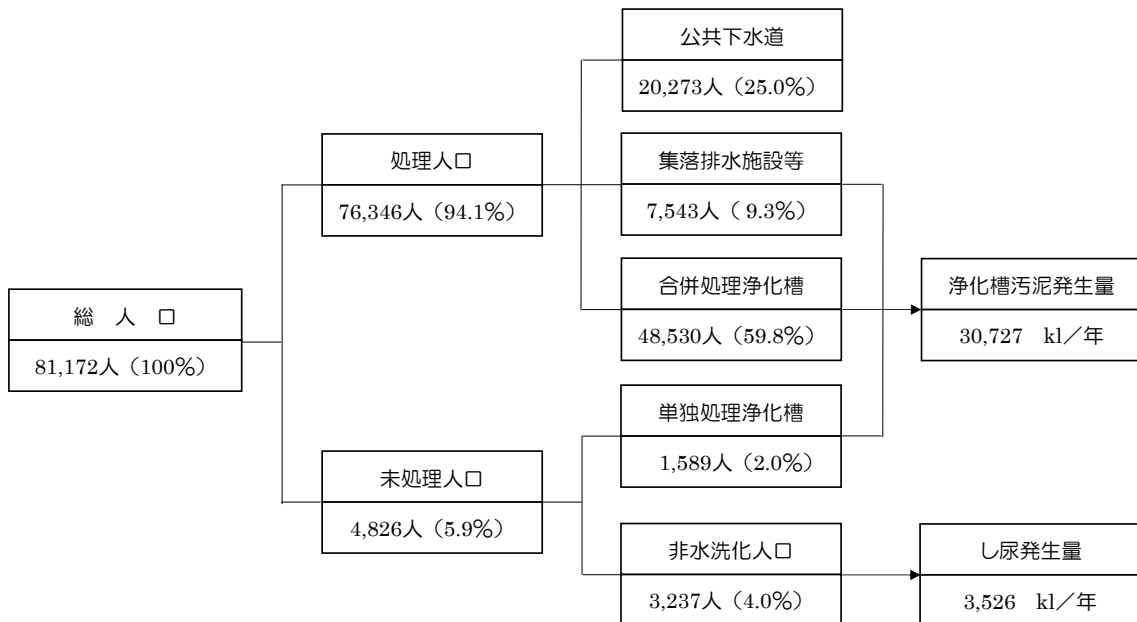 公共下水道
20,273人（25.0%）
処理人口
76,346人（94.1%）
集落排水施設等
7,543人（ 9.3%）
合併処理浄化槽
48,530人（59.8%）
浄化槽汚泥発生量
30,727　kl／年
総　人　口
81,172人（100%）
単独処理浄化槽
1,589人（2.0%）
未処理人口
4,826人（5.9%）
非水洗化人口
3,237人（4.0%）
し尿発生量
3,526　kl／年